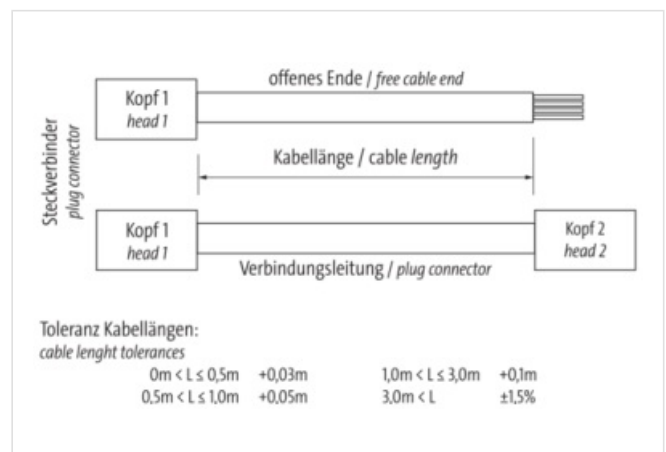 offenes Ende / free cable end
Kopf 1
head 1
Steckverbinder
plug connector
Kabellänge / cable length
Kopf 1
head 1
Kopf 2
head 2
Verbindungsleitung / plug connector
Toleranz Kabellängen:
cable lenght tolerances
0m < L ≤ 0,5m +0,03m 1,0m < L ≤ 3,0m +0,1m
0,5m < L ≤ 1,0m +0,05m 3,0m < L ±1,5%